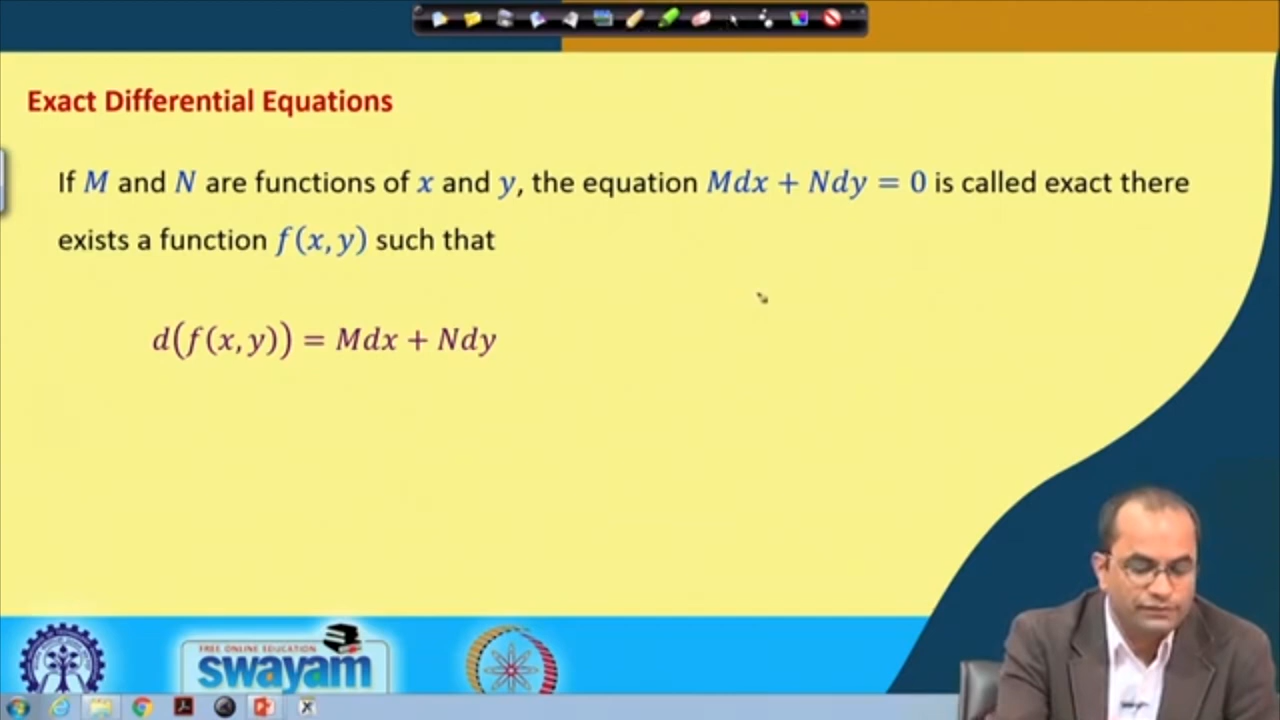 Exact Differential Equations
If M and N are functions of x and y, the equation Mdx + Ndy = 0 is called exact there
exists a function f(x, y) such that
d(f(x, y)) = Mdx + Ndy
FREE ONLINE EDUCATION
swayam